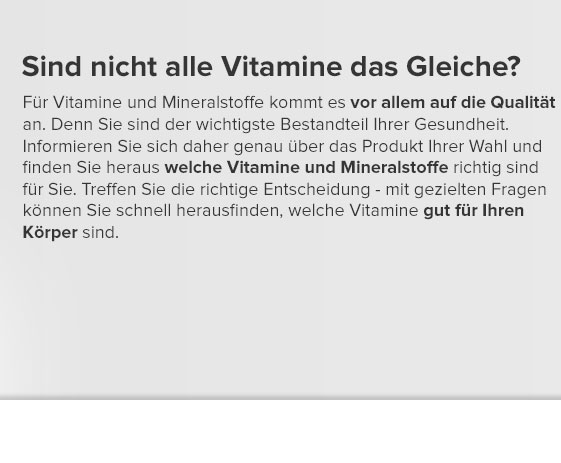 Sind nicht alle Vitamine das Gleiche?
Für Vitamine und Mineralstoffe kommt es vor allem auf die Qualität
an. Denn Sie sind der wichtigste Bestandteil Ihrer Gesundheit.
Informieren Sie sich daher genau über das Produkt Ihrer Wahl und
finden Sie heraus welche Vitamine und Mineralstoffe richtig sind
für Sie. Treffen Sie die richtige Entscheidung - mit gezielten Fragen
können Sie schnell herausfinden, welche Vitamine gut für Ihren
Körper sind.